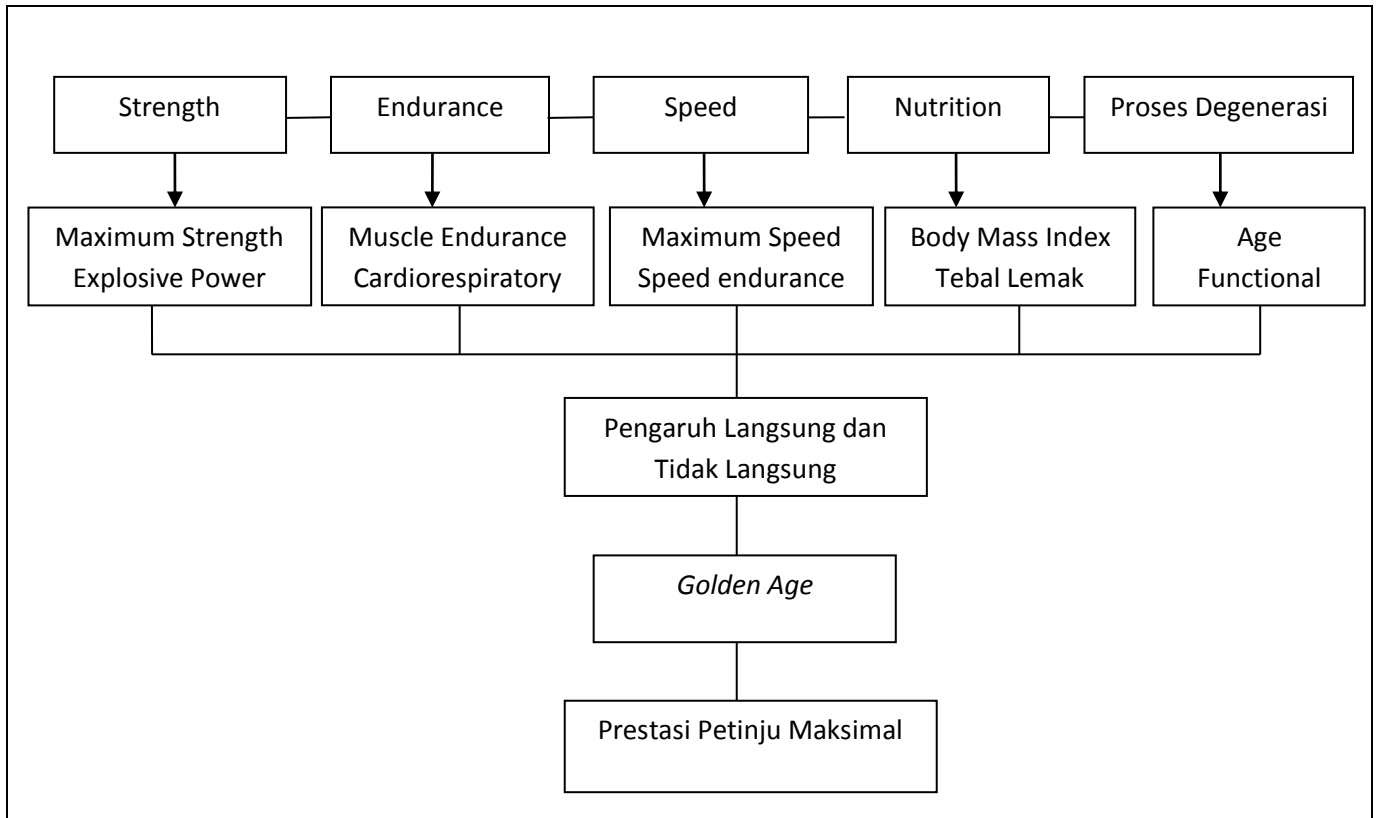 Strength
Endurance
Speed
Nutrition
Proses Degenerasi
Maximum Strength
Explosive Power
Muscle Endurance
Cardiorespiratory
Maximum Speed
Speed endurance
Body Mass Index
Tebal Lemak
Age
Functional
Pengaruh Langsung dan
Tidak Langsung
Golden Age
Prestasi Petinju Maksimal